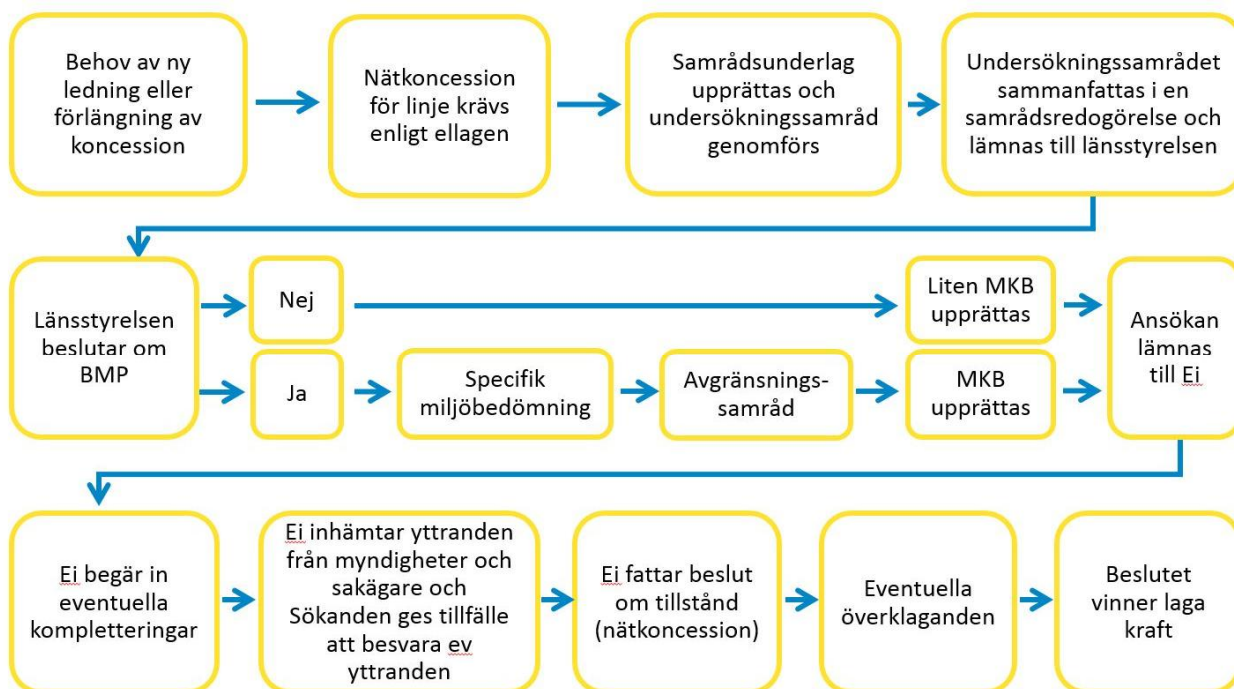 Behov av ny
ledning eller
förlängning av
koncession
Nätkoncession
för linje krävs
enligt ellagen
Samrådsunderlag
upprättas och
undersökningssamråd
genomförs
Undersökningssamrådet
sammanfattas i en
samrådsredogörelse och
lämnas till länsstyrelsen
Länsstyrelsen
beslutar om
BMP
Nej
Liten MKB
upprättas
Ja
Specifik
miljöbedömning
Avgränsnings-
samråd
MKB
upprättas
Ansökan
lämnas
till Ei
Ei begär in
eventuella
kompletteringar
Ei inhämtar yttranden
från myndigheter och
sakägare och
Sökanden ges tillfälle
att besvara ev
yttranden
Ei fattar beslut
om tillstånd
(nätkoncession)
Eventuella
överklaganden
Beslutet
vinner laga
kraft